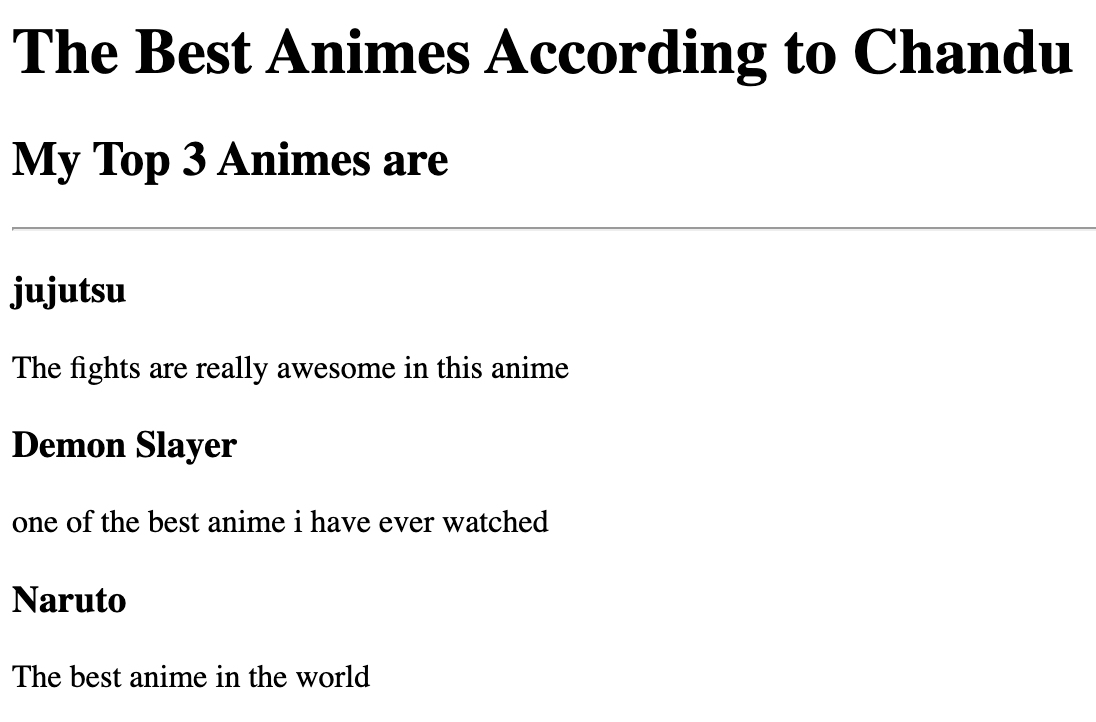 The Best Animes According to Chandu
My Top 3 Animes are
jujutsu
The fights are really awesome in this anime
Demon Slayer
one of the best anime i have ever watched
Naruto
The best anime in the world